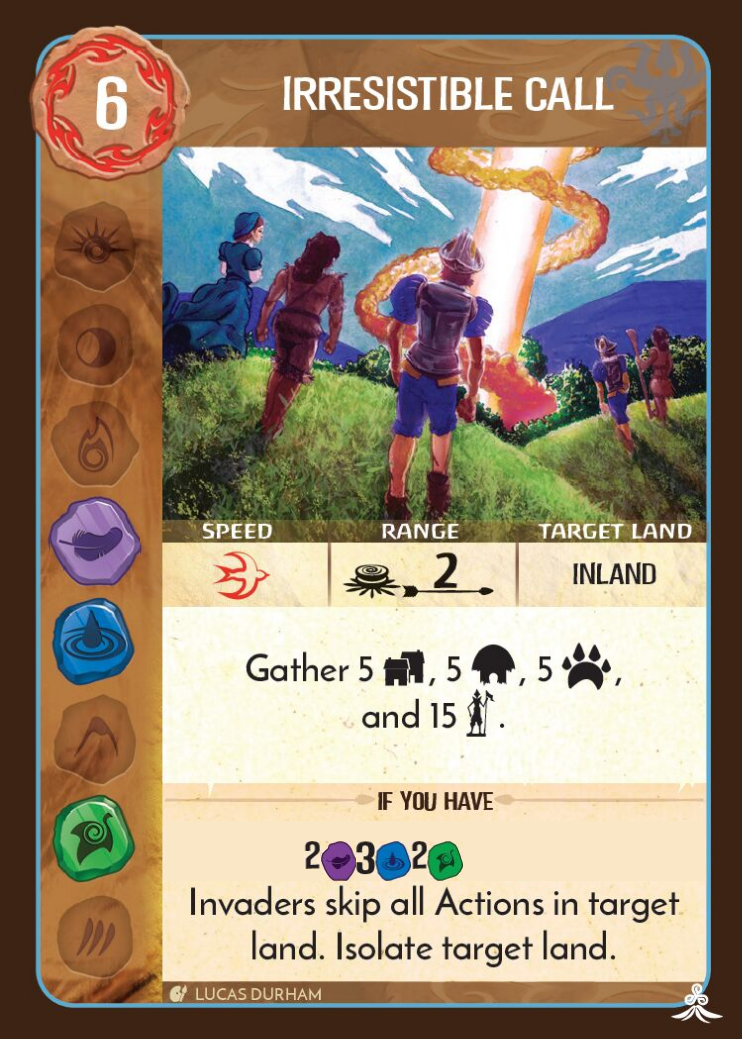 6
IRRESISTIBLE CALL
SPEED RANGE TARGET LAND
2 INLAND
Gather 5 , 5 , 5 ,
and 15 .
IF YOU HAVE
2 3 2
Invaders skip all Actions in target
land. Isolate target land.
LUCAS DURHAM